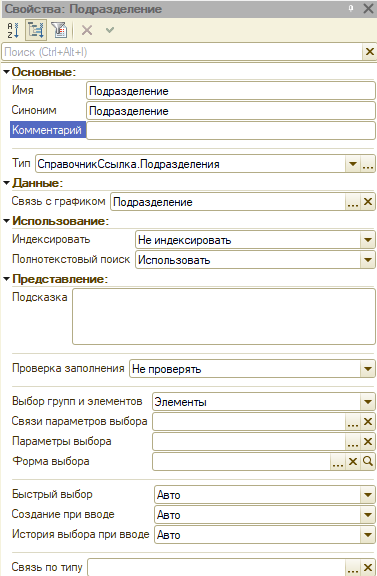 Свойства: Подразделение
Поиск (Ctrl+Alt+I)
Основные:
Имя Подразделение
Синоним Подразделение
Комментарий
Тип СправочникСсылка.Подразделения
Данные:
Связь с графиком Подразделение
Использование:
Индексировать Не индексировать
Полнотекстовый поиск Использовать
Представление:
Подсказка
Проверка заполнения Не проверять
Выбор групп и элементов Элементы
Связи параметров выбора
Параметры выбора
Форма выбора
Быстрый выбор Авто
Создание при вводе Авто
История выбора при вводе Авто
Связь по типу